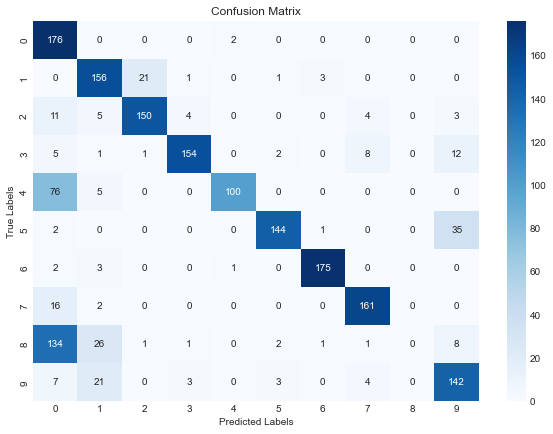 Confusion Matrix
0 176 0 0 0 2 0 0 0 0 0
1 0 156 21 1 0 1 3 0 0 0
2 11 5 150 4 0 0 0 4 0 3
3 5 1 1 154 0 2 0 8 0 12
4 76 5 0 0 100 0 0 0 0 0
5 2 0 0 0 0 144 1 0 0 35
6 2 3 0 0 1 0 175 0 0 0
7 16 2 0 0 0 0 0 161 0 0
8 134 26 1 1 0 2 1 1 0 8
9 7 21 0 3 0 3 0 4 0 142
0 1 2 3 4 5 6 7 8 9
Predicted Labels
True Labels
160
140
120
100
80
60
40
20
0